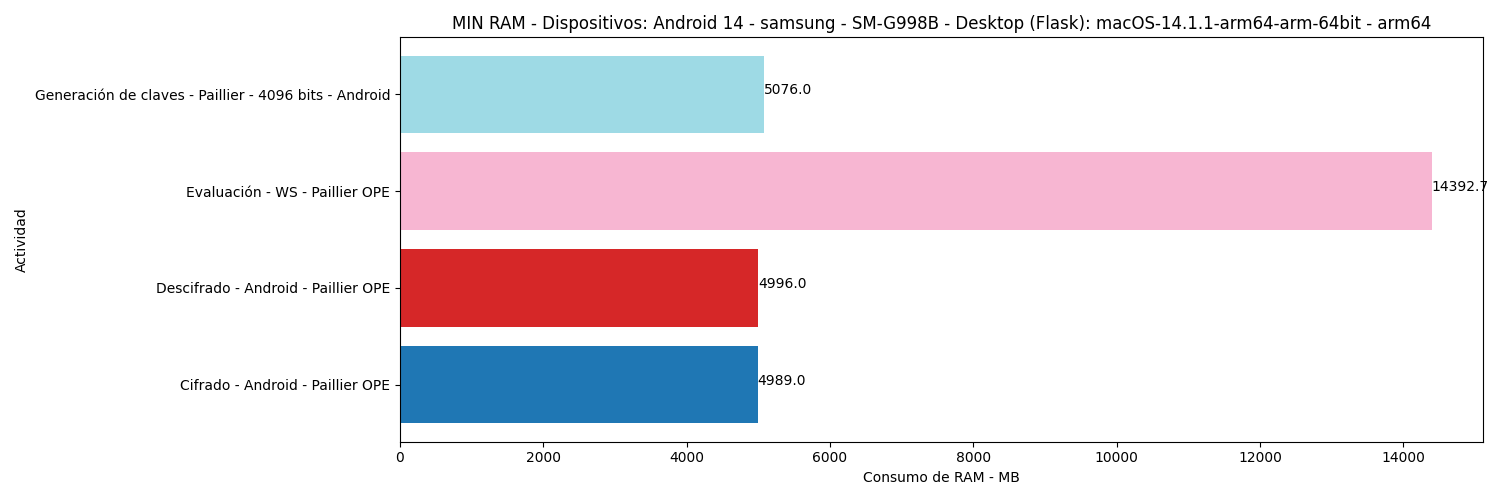 MIN RAM - Dispositivos: Android 14 - samsung - SM-G998B - Desktop (Flask): macOS-14.1.1-arm64-arm-64bit - arm64
Actividad
Generación de claves - Paillier - 4096 bits - Android
5076.0
Evaluación - WS - Paillier OPE
14392.7
Descifrado - Android - Paillier OPE
4996.0
Cifrado - Android - Paillier OPE
4989.0
0 2000 4000 6000 8000 10000 12000 14000
Consumo de RAM - MB